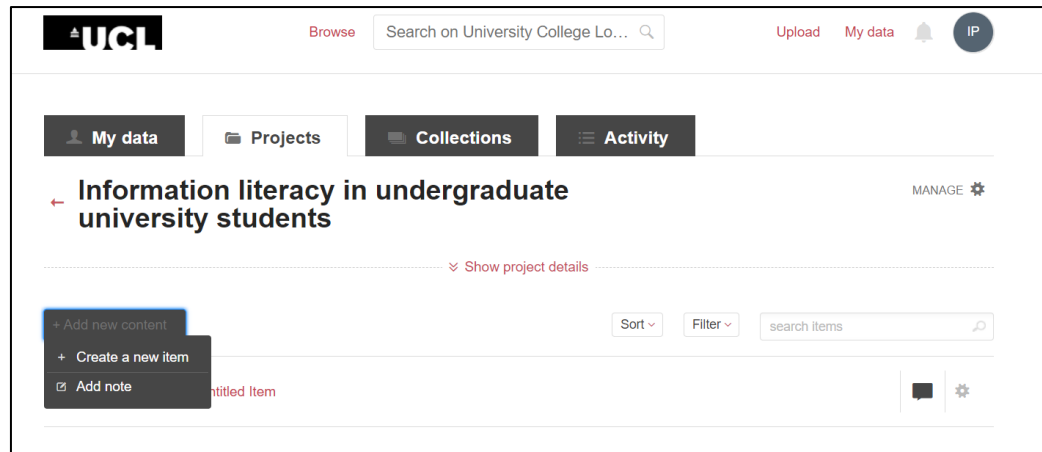 UCL
Browse
Search on University College Lo...
Upload
My data
IP
My data
Projects
Collections
Activity
Information literacy in undergraduate
university students
MANAGE
Show project details
+ Add new content
Sort
Filter
search items
+ Create a new item
Add note
ntitled Item